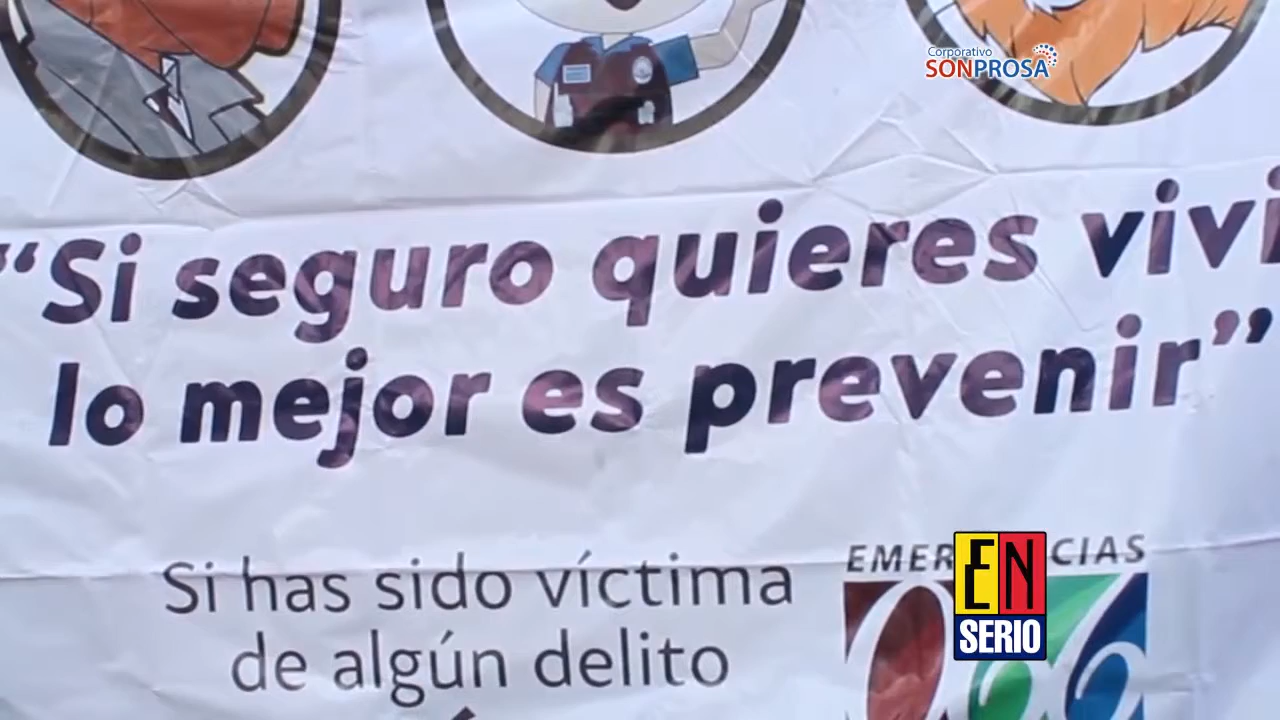 Corporativo
SONPROSA
“Si seguro quieres vivi
lo mejor es prevenir”
Si has sido víctima
de algún delito
EMER CIAS
EN
SERIO